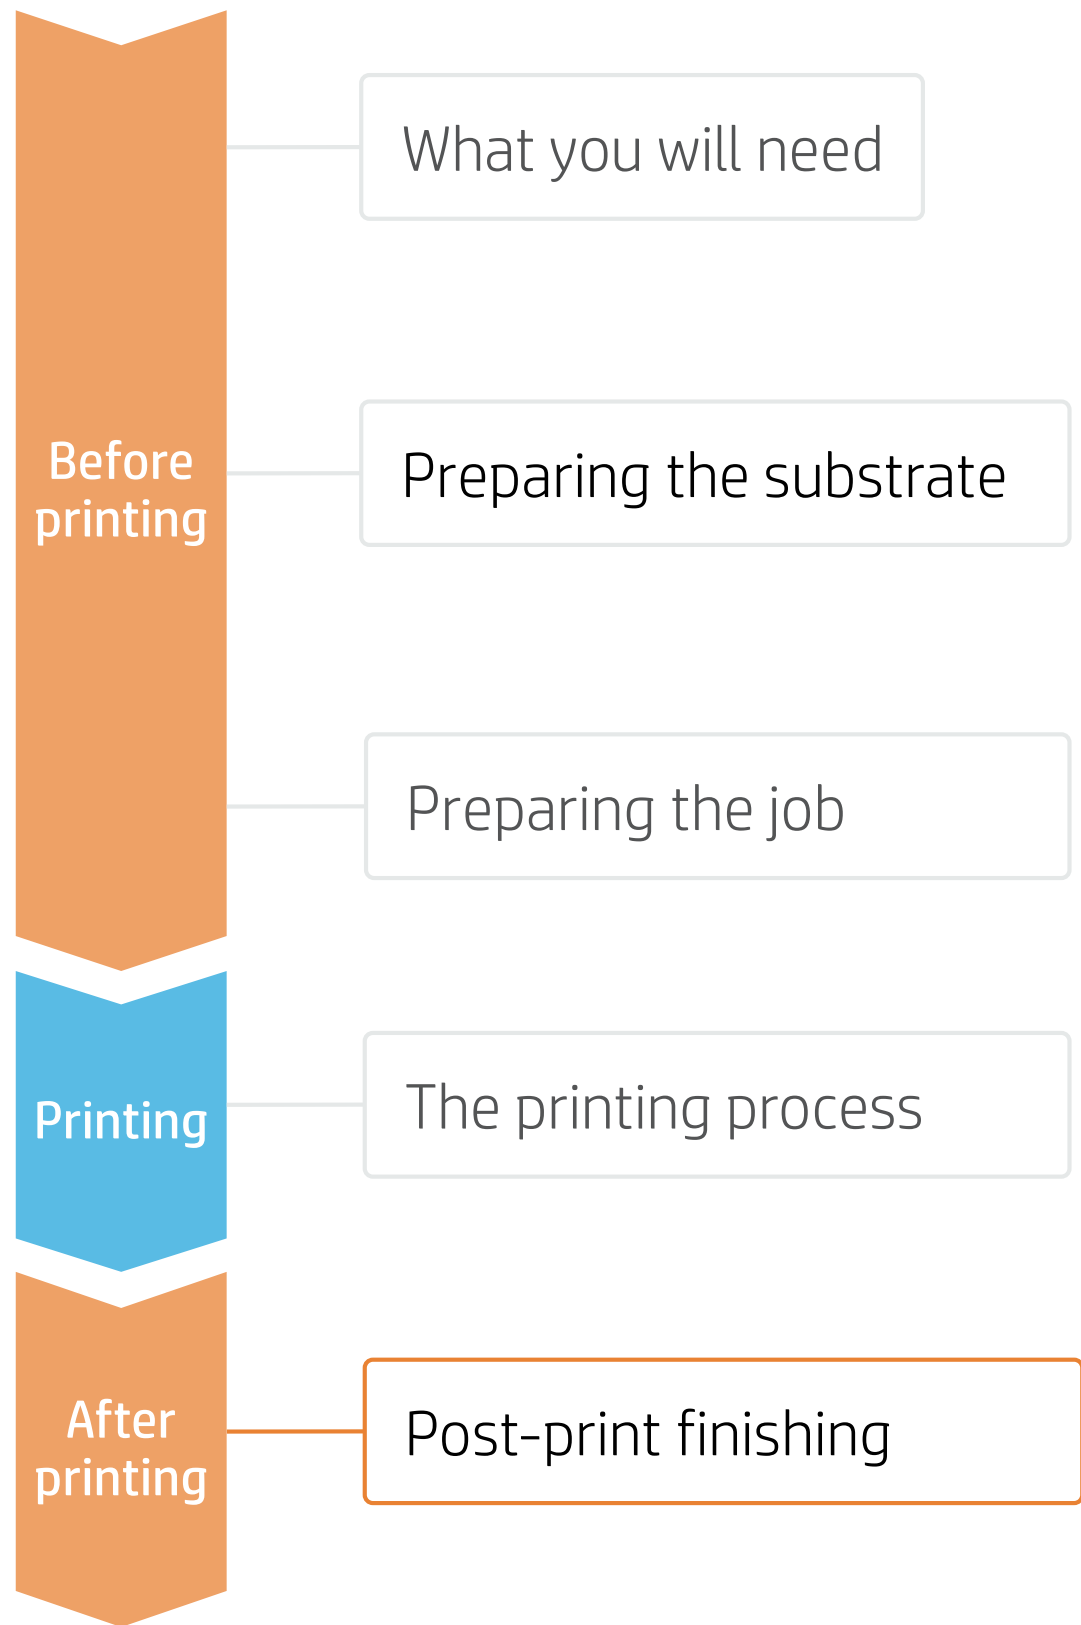 What you will need
Before
printing
Preparing the substrate
Preparing the job
Printing
The printing process
After
printing
Post-print finishing